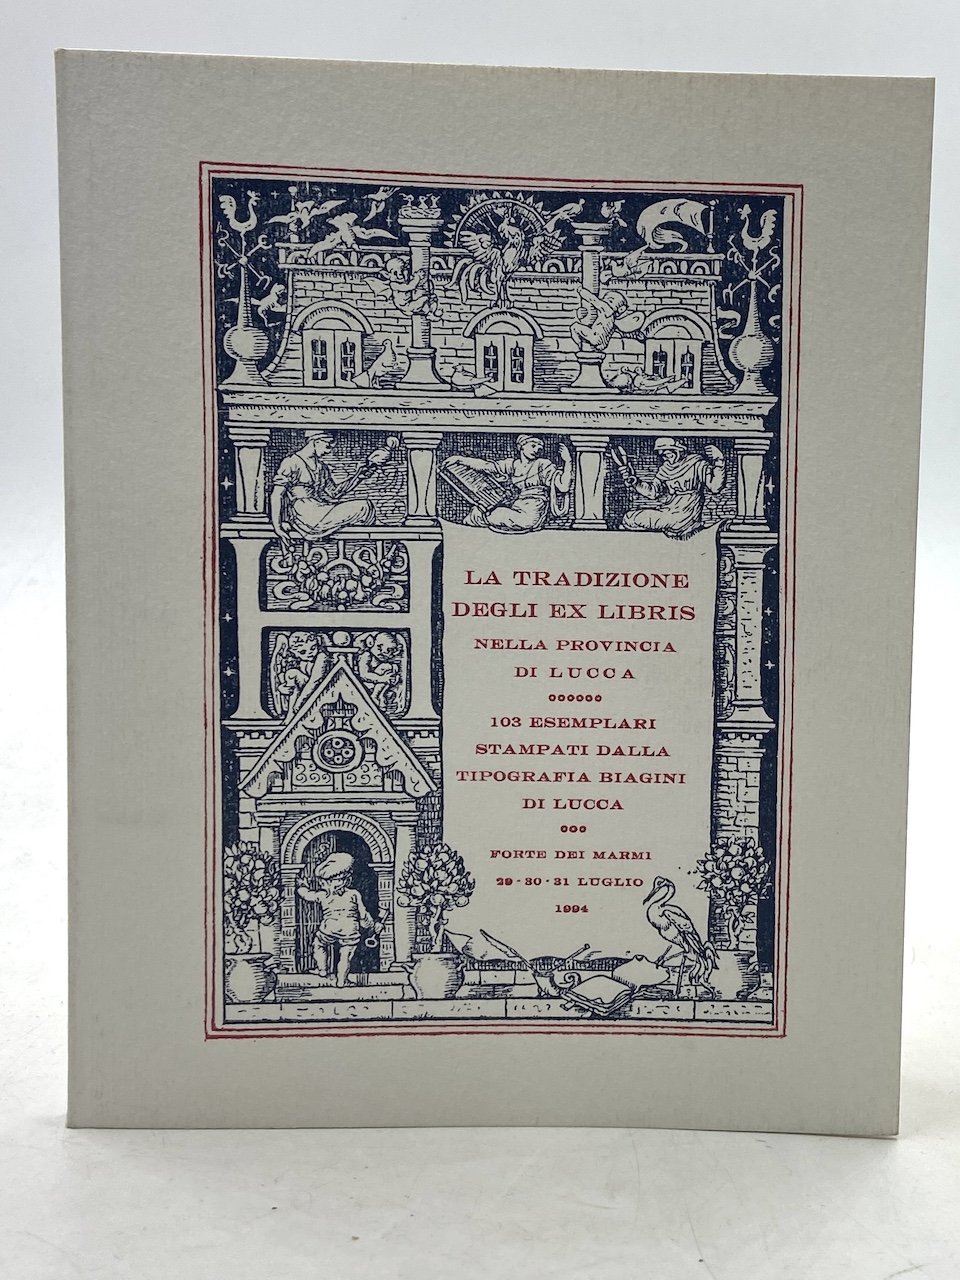 LA TRADIZIONE
DEGLI EX LIBRIS
NELLA PROVINCIA
DI LUCCA
103 ESEMPLARI
STAMPATI DALLA
TIPOGRAFIA BIAGINI
DI LUCCA
FORTE DEI MARMI
29 - 30 - 31 LUGLIO
1994